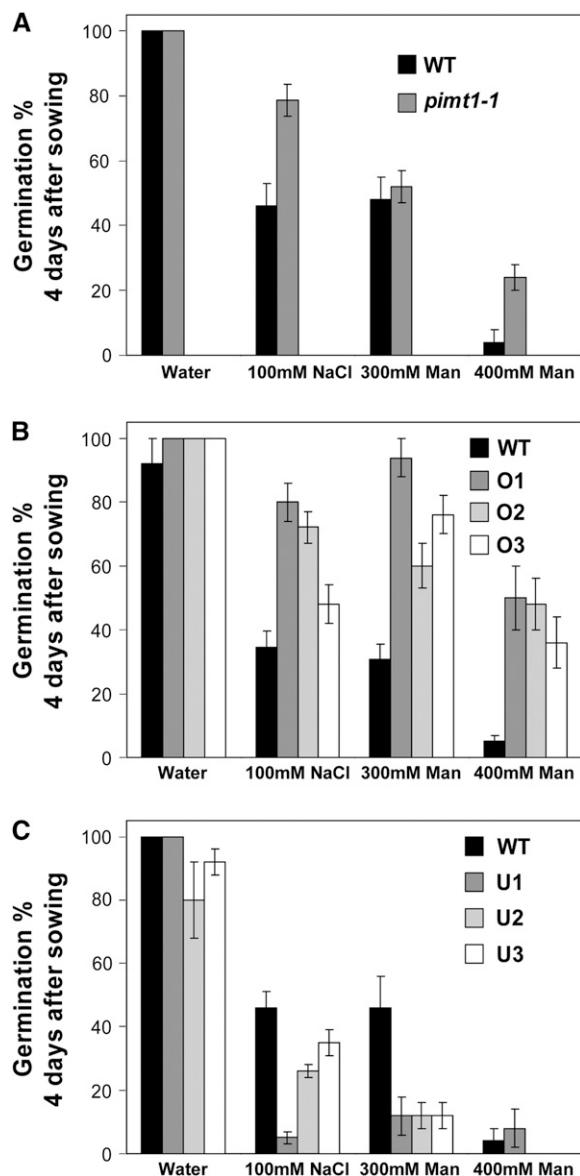 A
Germination %
4 days after sowing
100
80
60
40
20
0
WT
pimt1-1
Water
100mM NaCl
300mM Man
400mM Man
B
Germination %
4 days after sowing
100
80
60
40
20
0
WT
O1
O2
O3
Water
100mM NaCl
300mM Man
400mM Man
C
Germination %
4 days after sowing
100
80
60
40
20
0
WT
U1
U2
U3
Water
100mM NaCl
300mM Man
400mM Man